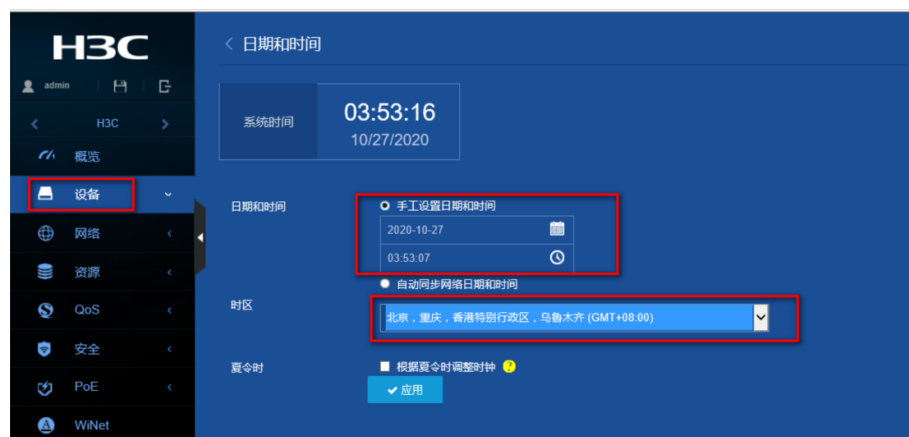 H3C
admin
H3C
概览
设备
网络
资源
QoS
安全
PoE
WiNet
日期和时间
系统时间
03:53:16
10/27/2020
日期和时间
手工设置日期和时间
2020-10-27
03:53:07
自动同步网络日期和时间
时区
北京，重庆，香港特别行政区，乌鲁木齐 (GMT+08:00)
夏令时
根据夏令时调整时钟 ?
应用